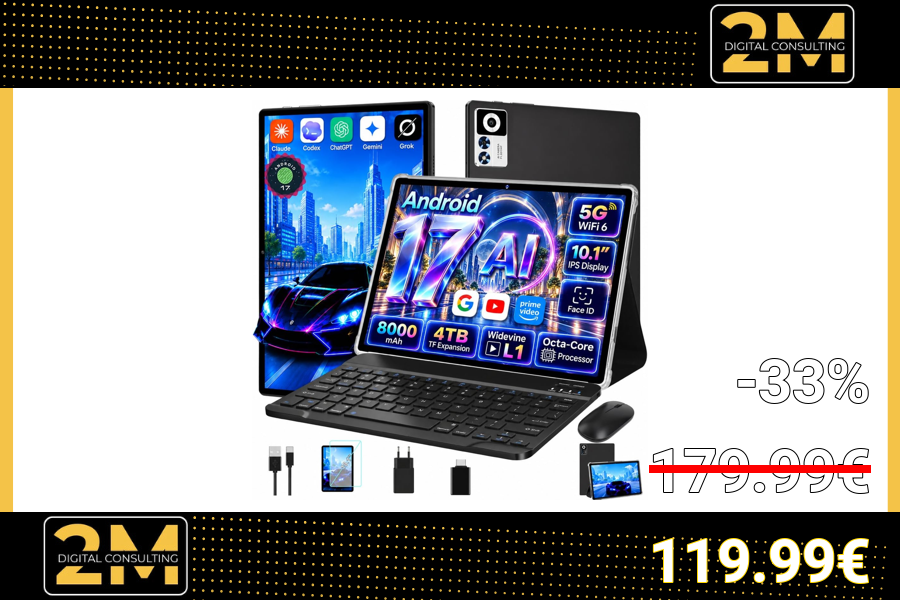 2M
DIGITAL CONSULTING
Claude
Codex
ChatGPT
Gemini
Grok
ANDROID
17
Android
17 AI
5G
WiFi 6
10.1"
IPS Display
Face ID
G
prime
video
8000
mAh
4TB
TF Expansion
Widevine
L1
Octa-Core
Processor
-33%
179.99€
2M
DIGITAL CONSULTING
119.99€